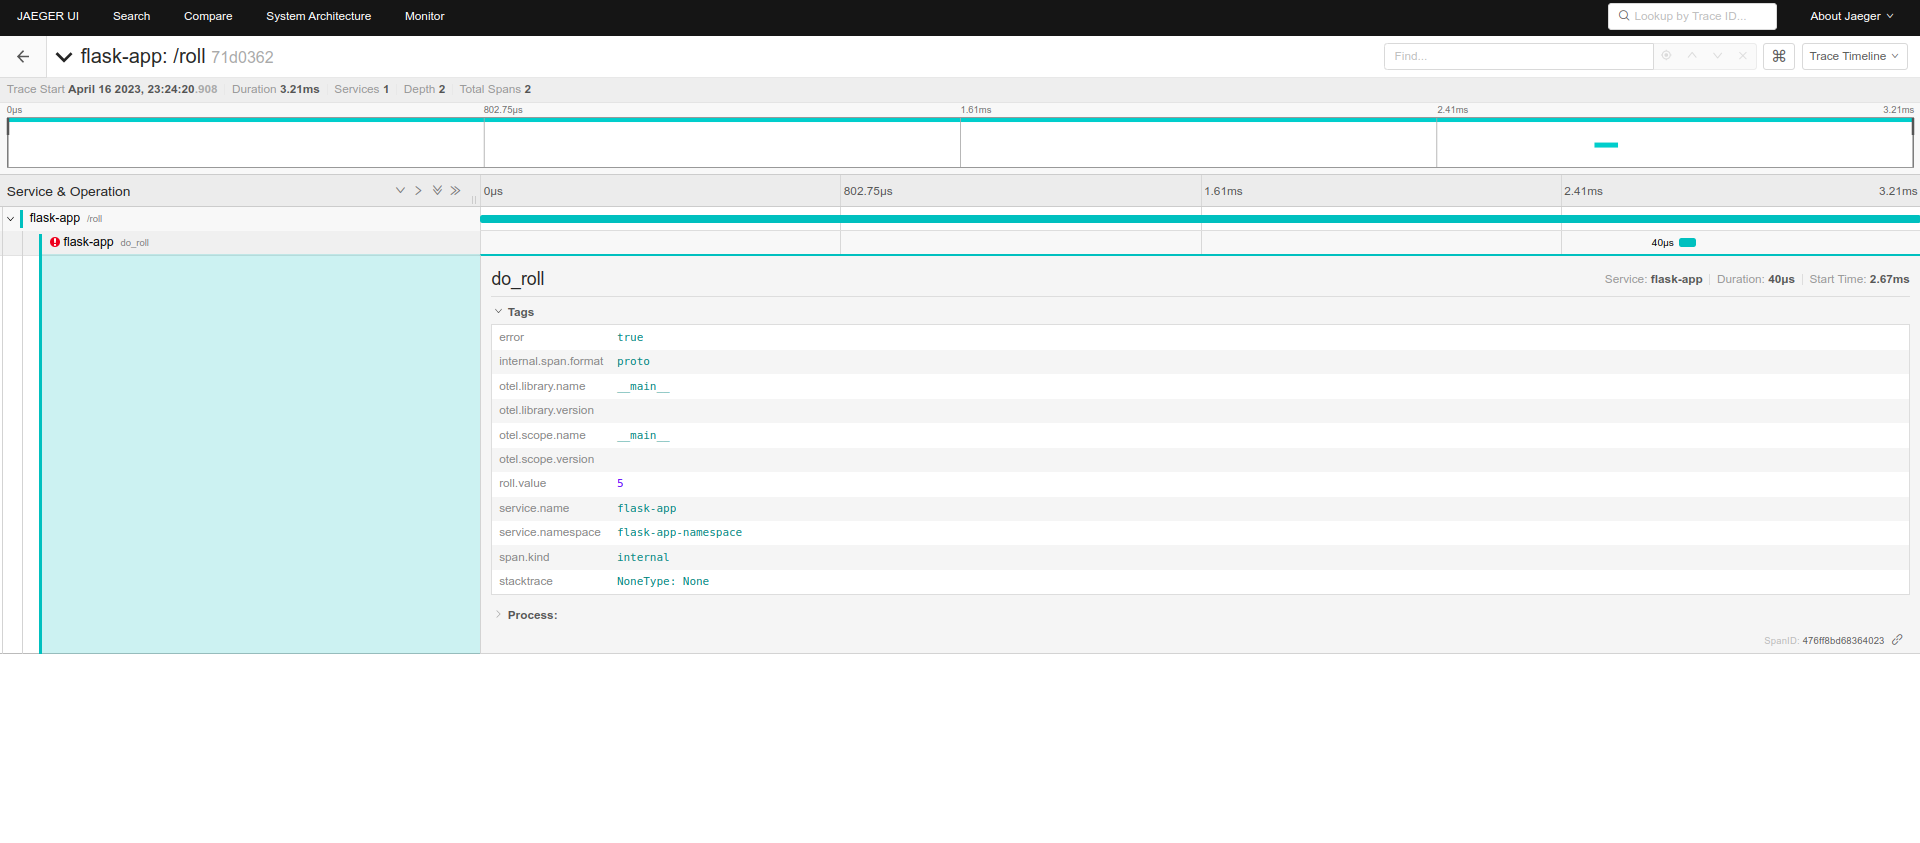 JAEGER UI Search Compare System Architecture Monitor Lookup by Trace ID... About Jaeger
flask-app: /roll 71d0362 Find... ⌘ Trace Timeline
Trace Start April 16 2023, 23:24:20.908 Duration 3.21ms Services 1 Depth 2 Total Spans 2
0μs 802.75μs 1.61ms 2.41ms 3.21ms
Service & Operation 0μs 802.75μs 1.61ms 2.41ms 3.21ms
flask-app /roll
flask-app do_roll 40μs
do_roll Service: flask-app Duration: 40μs Start Time: 2.67ms
Tags
error true
internal.span.format proto
otel.library.name __main__
otel.library.version
otel.scope.name __main__
otel.scope.version
roll.value 5
service.name flask-app
service.namespace flask-app-namespace
span.kind internal
stacktrace NoneType: None
Process:
SpanID: 476ff8bd68364023